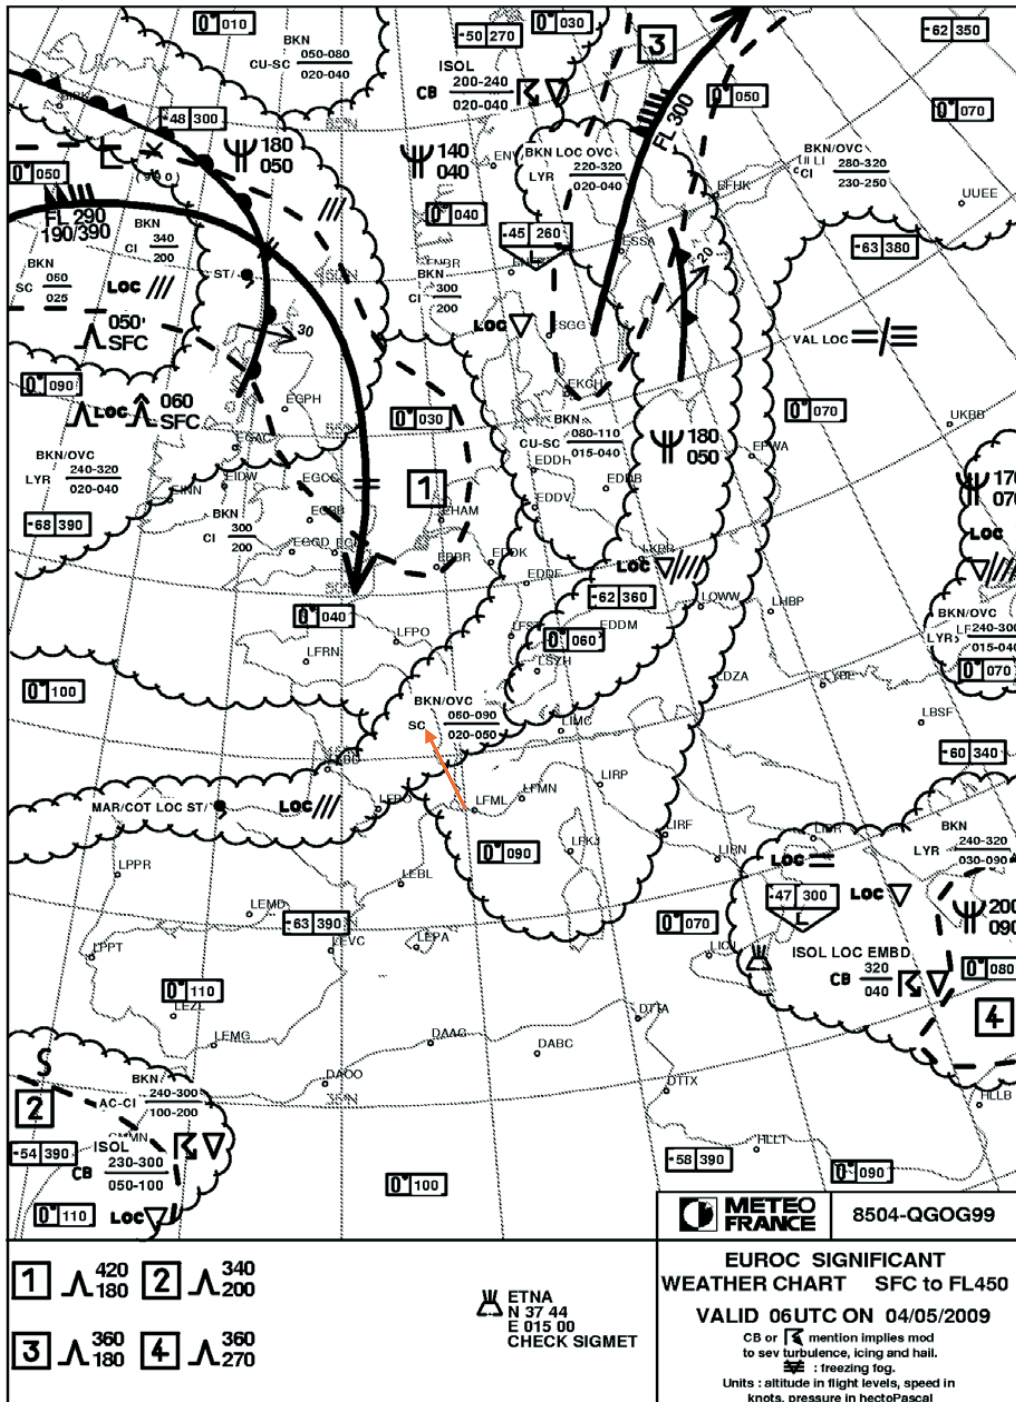 0° 010
BKN
CU-SC 050-080
020-040
-50 270
0° 030
3
-62 350
ISOL
CB 200-240
020-040
0° 050
0° 070
-48 300
180
050
140
040
FL 300
BKN LOC OVC
LYR 220-320
020-040
BKN/OVC
CI 280-320
230-250
EFHK
UUEE
0° 050
L
990
FL 290
190/390
BKN
CI 340
200
0° 040
-45 260
L
ESSA
-63 380
20
BKN
SC 060
025
LOC
ST/
BKN
CI 300
200
050
SFC
30
LOC
ESGG
VAL LOC
0° 090
LOC
060
SFC
EGPH
0° 030
EKCH
0° 070
UKBB
BKN
CU-SC 080-110
015-040
180
050
EPWA
EGAC
BKN/OVC
LYR 240-320
020-040
EINN
EIDW
EGCC
1
EDDH
EDDB
EDDV
170
070
-68 390
BKN
CI 300
200
EGBB
EHAM
EGGD
EBBR
EDDK
EDDF
LOC
LOC
LKPR
-62 360
LOWW
LHBP
0° 040
LFPO
LFRN
EDDM
0° 060
LSZH
BKN/OVC
LYR 240-300
015-040
0° 070
0° 100
LDZA
LBSF
BKN/OVC
SC 050-090
020-050
LIMC
-60 340
MAR/COT LOC ST/
LOC
LFML
LFMN
LIRP
0° 090
LFKJ
LIRF
LIRN
LIBR
BKN
LYR 240-320
030-090
LOC
LPPR
LEBL
-47 300
L
LOC
LEMD
-63 390
LEVC
LEPA
0° 070
200
090
LPPT
LICJ
ISOL LOC EMBD
CB 320
040
0° 080
0° 110
LEZL
DTTA
4
LEMG
DAAG
DABC
BKN
AC-CI 240-300
100-200
DAOO
35N
DTTX
HLLB
2
GMMN
-54 390
ISOL
CB 230-300
050-100
HLLT
-58 390
0° 090
0° 100
0° 110
LOC
METEO
FRANCE
8504-QGOG99
1 420
180
2 340
200
3 360
180
4 360
270
ETNA
N 37 44
E 015 00
CHECK SIGMET
EUROC SIGNIFICANT
WEATHER CHART SFC to FL450
VALID 06UTC ON 04/05/2009
CB or mention implies mod
to sev turbulence, icing and hail.
: freezing fog.
Units : altitude in flight levels, speed in
knots, pressure in hectoPascal